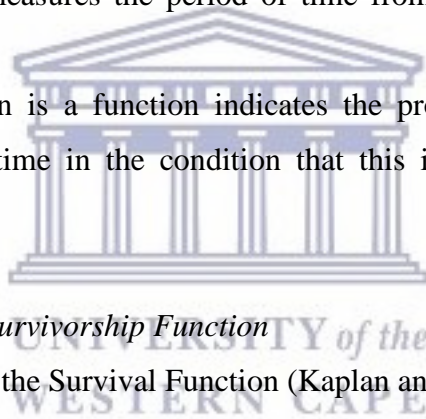 measures the period of time from
n is a function indicates the pro
time in the condition that this i
urvivorship Function
UNIVERSITY of the
the Survival Function (Kaplan an
WESTERN CAPE